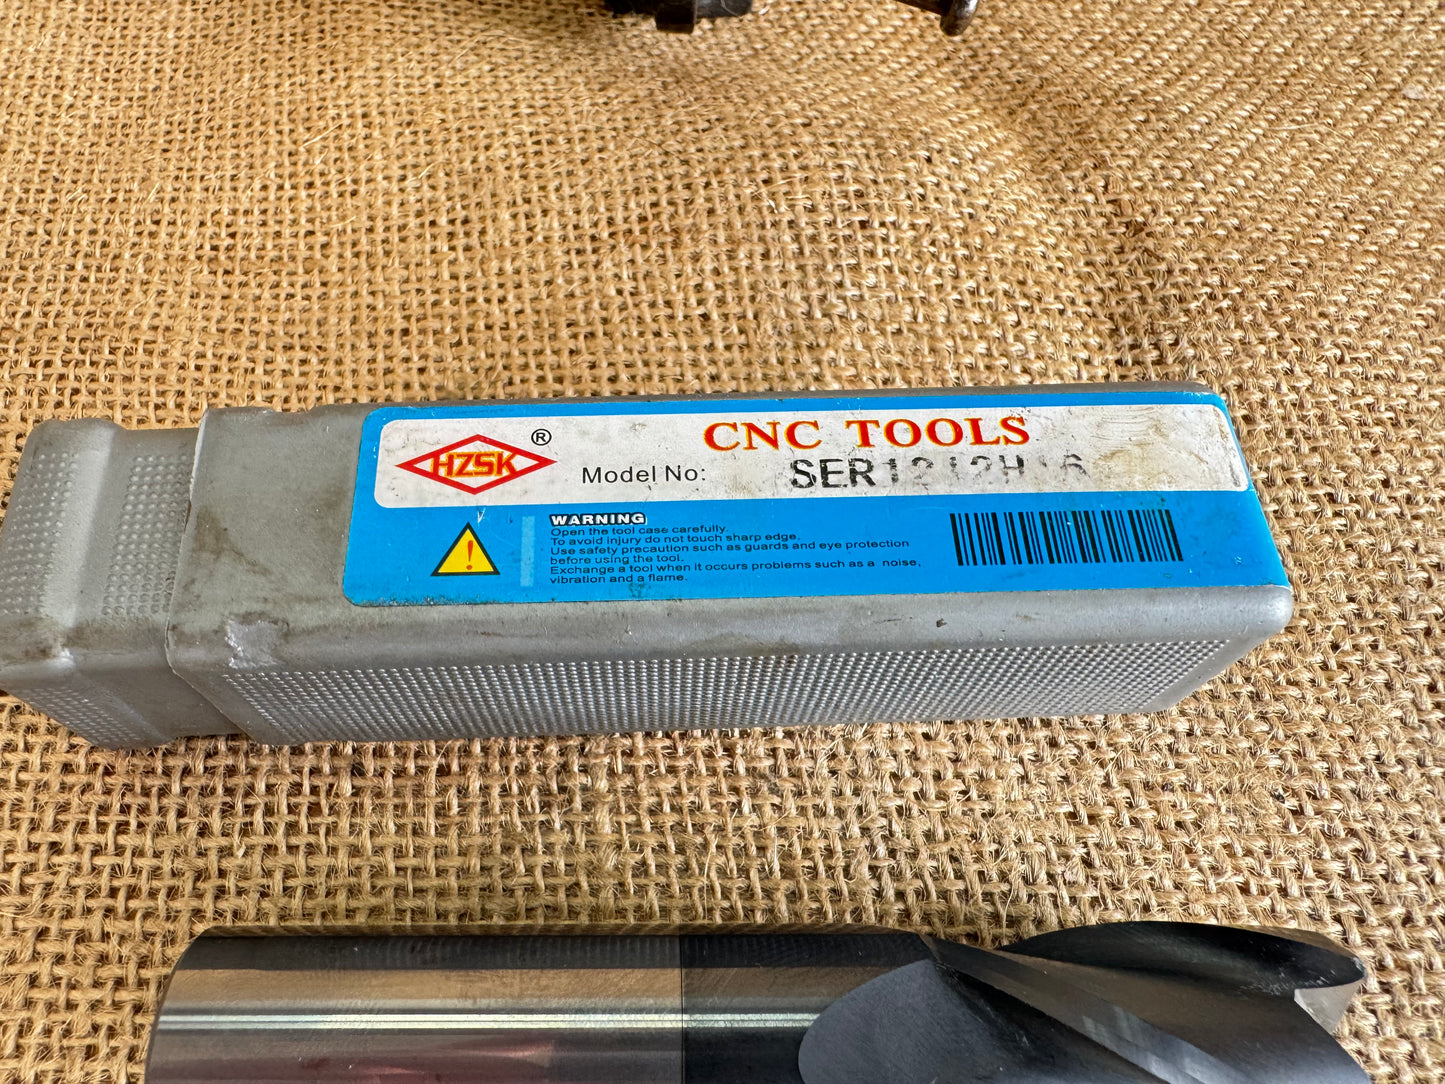 HZSK ®
CNC TOOLS
Model No: SER1212H16
WARNING
Open the tool case carefully.
To avoid injury do not touch sharp edge.
Use safety precaution such as guards and eye protection
before using the tool.
Exchange a tool when it occurs problems such as a noise,
vibration and a flame.